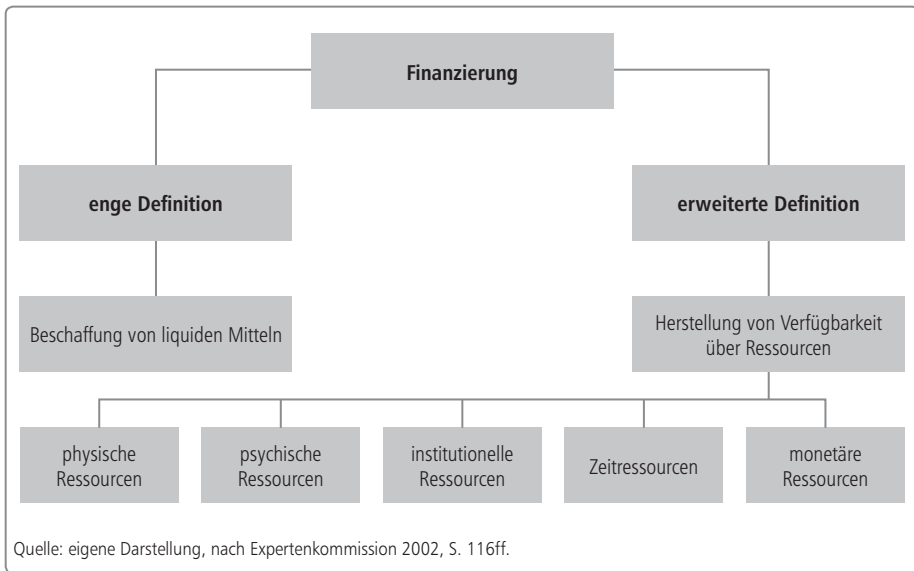 Finanzierung
enge Definition
erweiterte Definition
Beschaffung von liquiden Mitteln
Herstellung von Verfügbarkeit
über Ressourcen
physische
Ressourcen
psychische
Ressourcen
institutionelle
Ressourcen
Zeitressourcen
monetäre
Ressourcen
Quelle: eigene Darstellung, nach Expertenkommission 2002, S. 116ff.